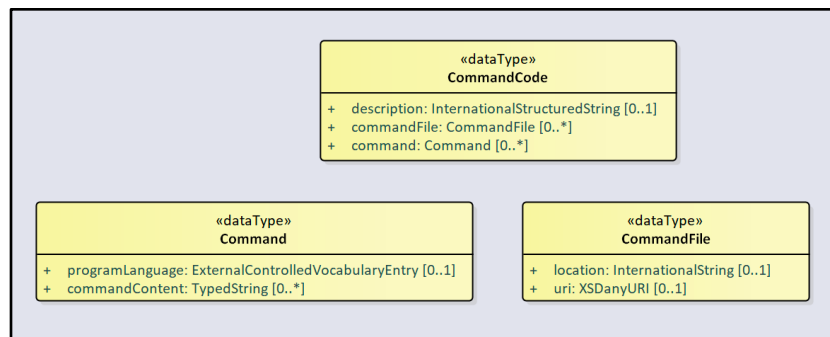 «dataType»
CommandCode
+ description: InternationalStructuredString [0..1]
+ commandFile: CommandFile [0..*]
+ command: Command [0..*]
«dataType»
Command
+ programLanguage: ExternalControlledVocabularyEntry [0..1]
+ commandContent: TypedString [0..*]
«dataType»
CommandFile
+ location: InternationalString [0..1]
+ uri: XSDanyURI [0..1]